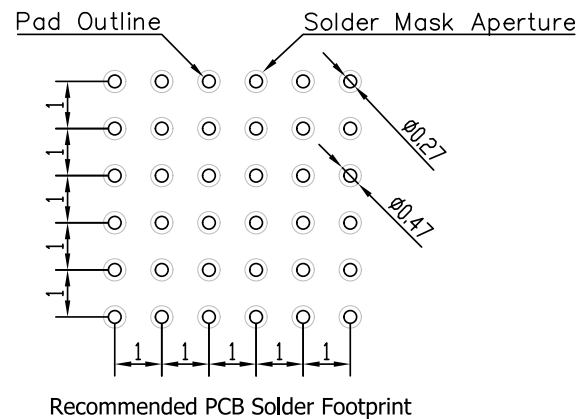 Pad Outline
Solder Mask Aperture
1
1
1
1
1
ø0.27
ø0.47
1
1
1
1
1
Recommended PCB Solder Footprint